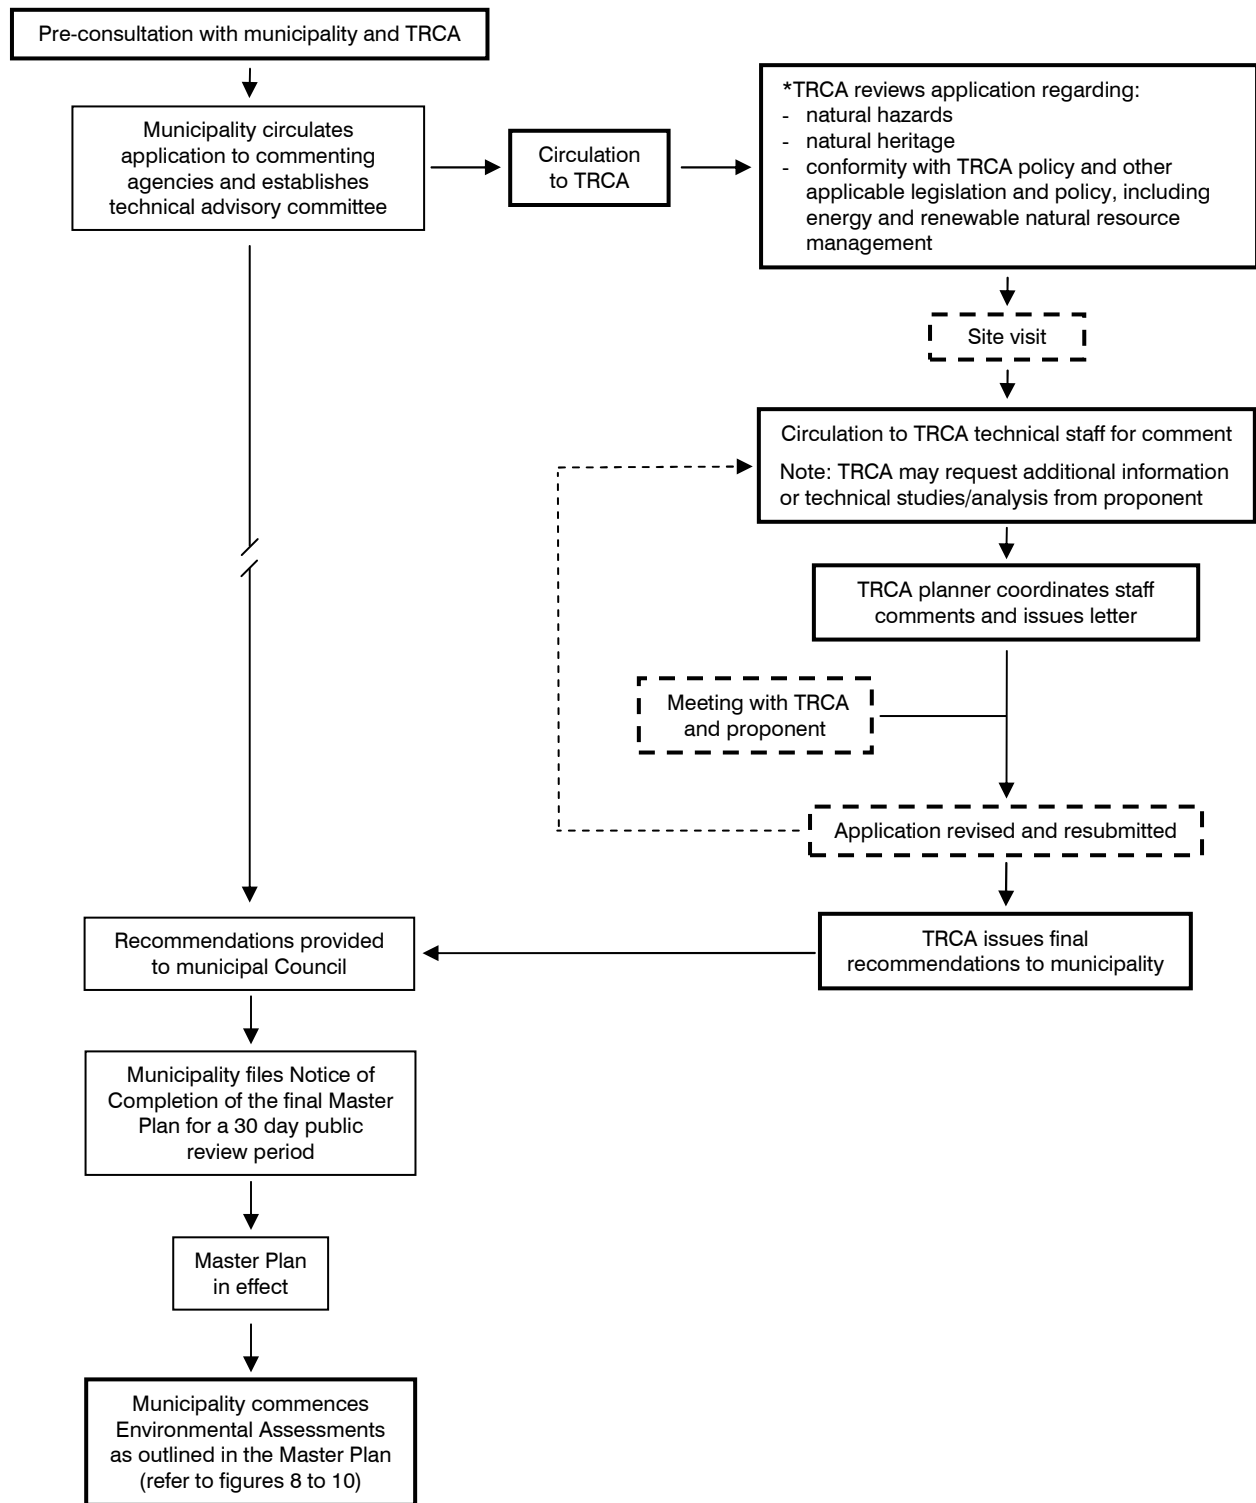 Pre-consultation with municipality and TRCA
Municipality circulates
application to commenting
agencies and establishes
technical advisory committee
Circulation
to TRCA
*TRCA reviews application regarding:
- natural hazards
- natural heritage
- conformity with TRCA policy and other
applicable legislation and policy, including
energy and renewable natural resource
management
Site visit
Circulation to TRCA technical staff for comment
Note: TRCA may request additional information
or technical studies/analysis from proponent
TRCA planner coordinates staff
comments and issues letter
Meeting with TRCA
and proponent
Application revised and resubmitted
TRCA issues final
recommendations to municipality
Recommendations provided
to municipal Council
Municipality files Notice of
Completion of the final Master
Plan for a 30 day public
review period
Master Plan
in effect
Municipality commences
Environmental Assessments
as outlined in the Master Plan
(refer to figures 8 to 10)